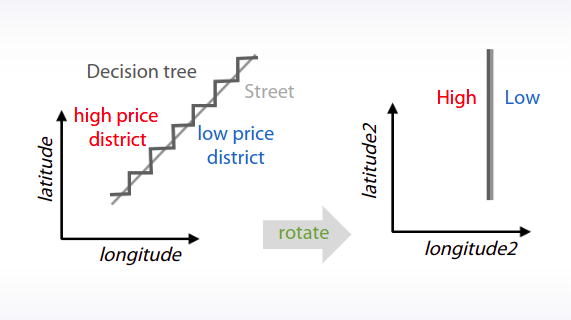 Decision tree
Street
high price
district
low price
district
latitude
longitude
rotate
High
Low
latitude2
longitude2